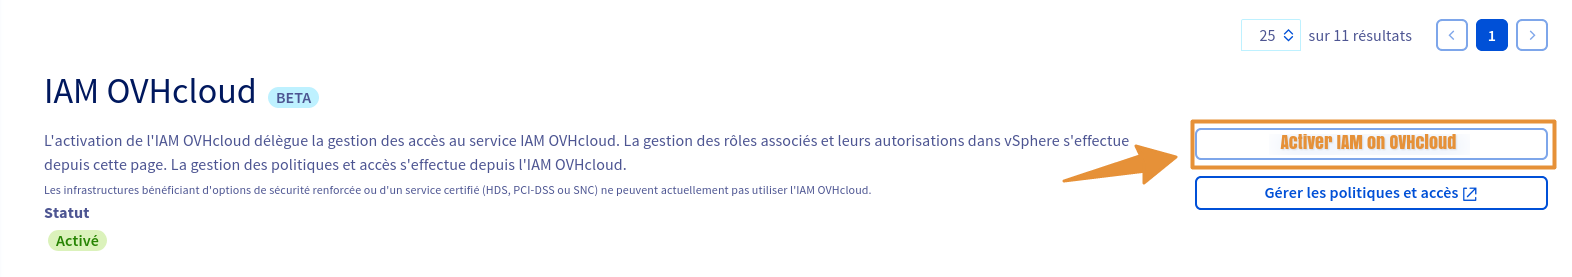 25 sur 11 résultats 1
IAM OVHcloud BETA
L'activation de l'IAM OVHcloud délègue la gestion des accès au service IAM OVHcloud. La gestion des rôles associés et leurs autorisations dans vSphere s'effectue
depuis cette page. La gestion des politiques et accès s'effectue depuis l'IAM OVHcloud.
Les infrastructures bénéficiant d'options de sécurité renforcée ou d'un service certifié (HDS, PCI-DSS ou SNC) ne peuvent actuellement pas utiliser l'IAM OVHcloud.
Statut
Activé
Activer IAM on OVHcloud
Gérer les politiques et accès